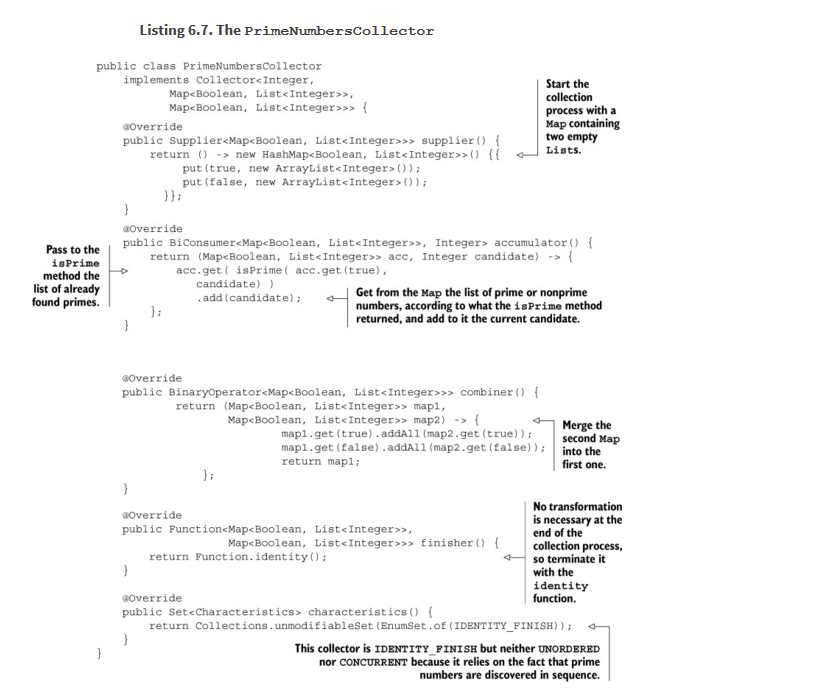 Listing 6.7. The PrimeNumbersCollector
public class PrimeNumbersCollector
implements Collector<Integer,
Map<Boolean, List<Integer>>,
Map<Boolean, List<Integer>>> {
Start the
collection
process with a
Map containing
two empty
Lists.
@Override
public Supplier<Map<Boolean, List<Integer>>> supplier() {
return () -> new HashMap<Boolean, List<Integer>>() {{
put(true, new ArrayList<Integer>());
put(false, new ArrayList<Integer>());
}};
}
@Override
public BiConsumer<Map<Boolean, List<Integer>>, Integer> accumulator() {
return (Map<Boolean, List<Integer>> acc, Integer candidate) -> {
acc.get( isPrime( acc.get(true),
candidate) )
.add(candidate);
};
}
Pass to the
isPrime
method the
list of already
found primes.
Get from the Map the list of prime or nonprime
numbers, according to what the isPrime method
returned, and add to it the current candidate.
@Override
public BinaryOperator<Map<Boolean, List<Integer>>> combiner() {
return (Map<Boolean, List<Integer>> map1,
Map<Boolean, List<Integer>> map2) -> {
map1.get(true).addAll(map2.get(true));
map1.get(false).addAll(map2.get(false));
return map1;
};
}
Merge the
second Map
into the
first one.
@Override
public Function<Map<Boolean, List<Integer>>,
Map<Boolean, List<Integer>>> finisher() {
return Function.identity();
}
No transformation
is necessary at the
end of the
collection process,
so terminate it
with the
identity
function.
@Override
public Set<Characteristics> characteristics() {
return Collections.unmodifiableSet(EnumSet.of(IDENTITY_FINISH));
}
}
This collector is IDENTITY_FINISH but neither UNORDERED
nor CONCURRENT because it relies on the fact that prime
numbers are discovered in sequence.